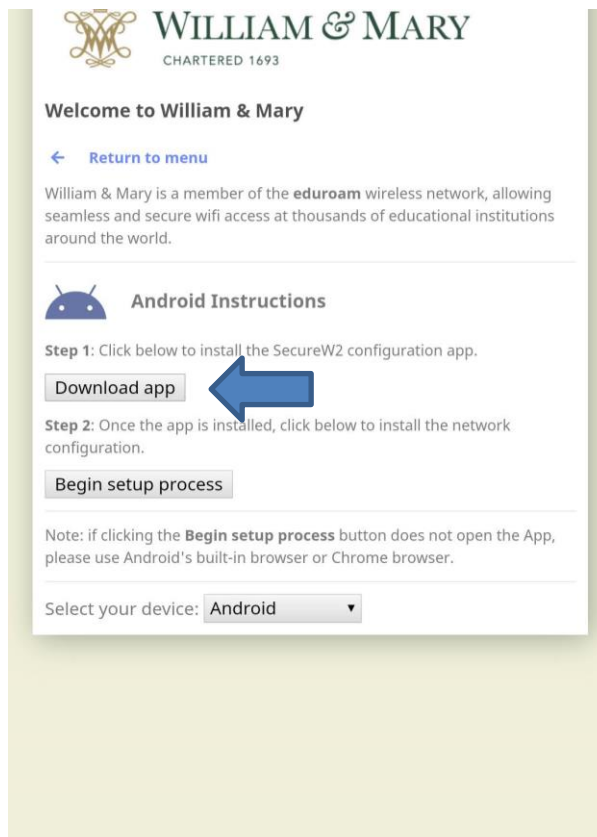 WILLIAM & MARY
CHARTERED 1693
Welcome to William & Mary
← Return to menu
William & Mary is a member of the eduroam wireless network, allowing
seamless and secure wifi access at thousands of educational institutions
around the world.
Android Instructions
Step 1: Click below to install the SecureW2 configuration app.
Download app
Step 2: Once the app is installed, click below to install the network
configuration.
Begin setup process
Note: if clicking the Begin setup process button does not open the App,
please use Android's built-in browser or Chrome browser.
Select your device: Android